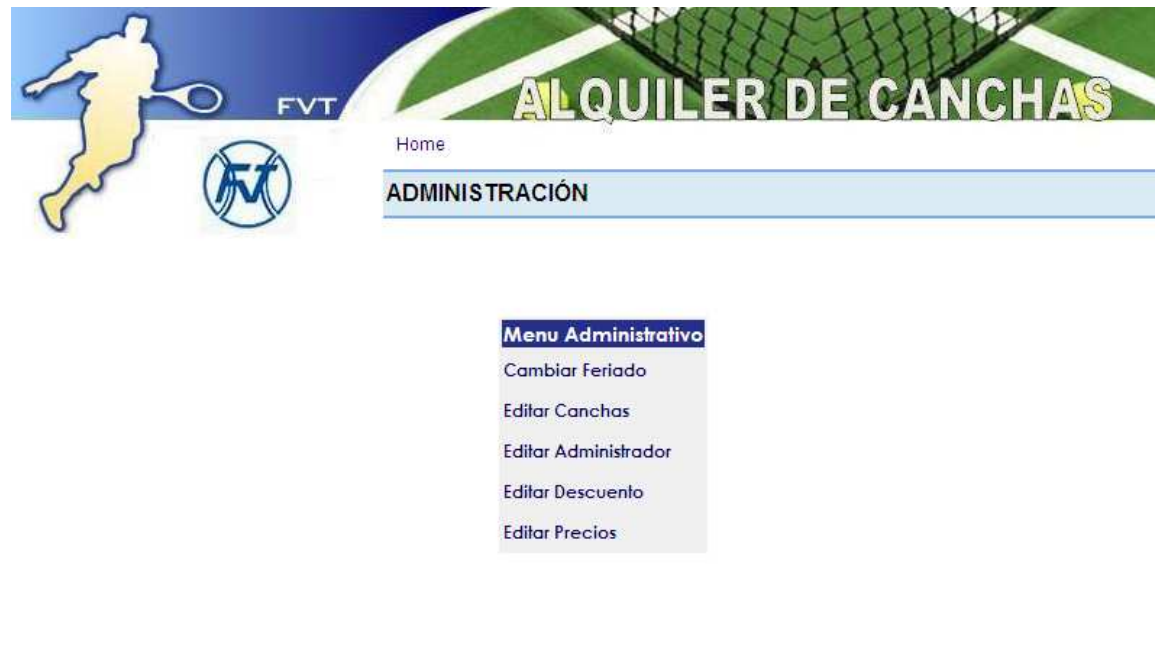 FVT
ALQUILER DE CANCHAS
FVT
Home
ADMINISTRACIÓN
Menu Administrativo
Cambiar Feriado
Editar Canchas
Editar Administrador
Editar Descuento
Editar Precios